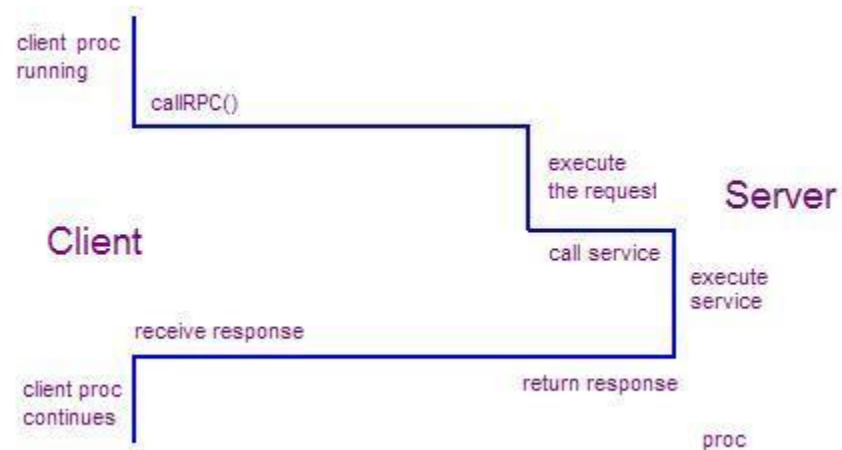 client proc
running
callRPC()
execute
the request
Server
Client
call service
execute
service
receive response
return response
client proc
continues
proc